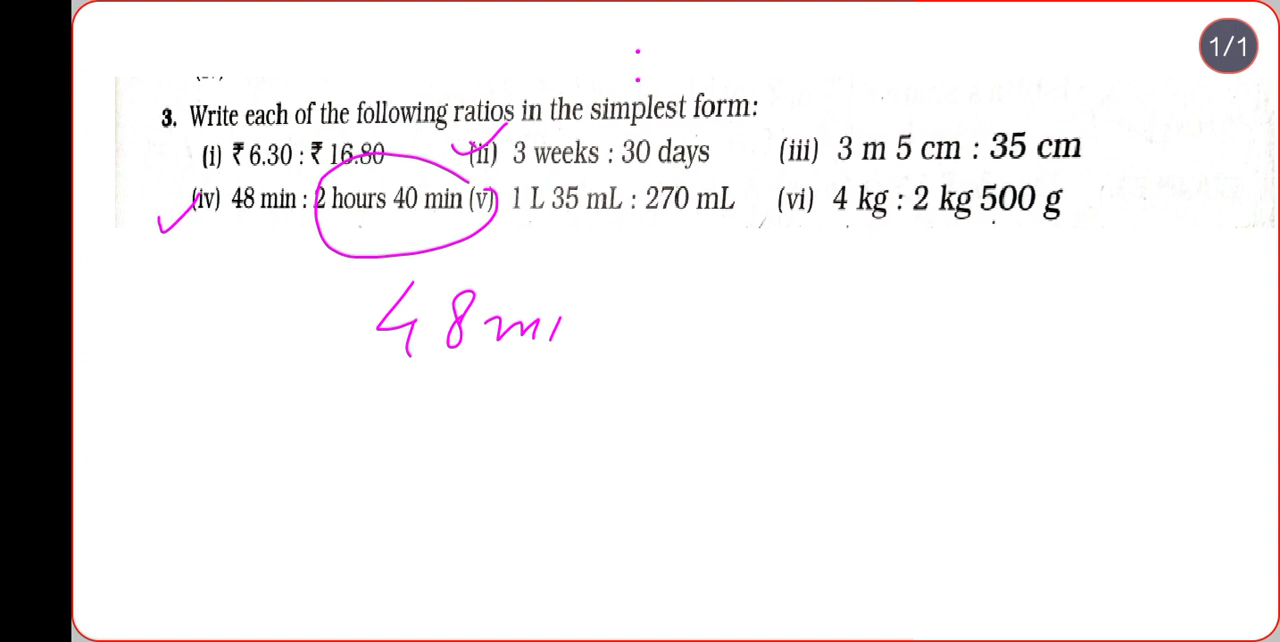 1/1
3. Write each of the following ratios in the simplest form:
(i) ₹ 6.30 : ₹ 16.80 (ii) 3 weeks : 30 days (iii) 3 m 5 cm : 35 cm
(iv) 48 min : 2 hours 40 min (v) 1 L 35 mL : 270 mL (vi) 4 kg : 2 kg 500 g
48 mi